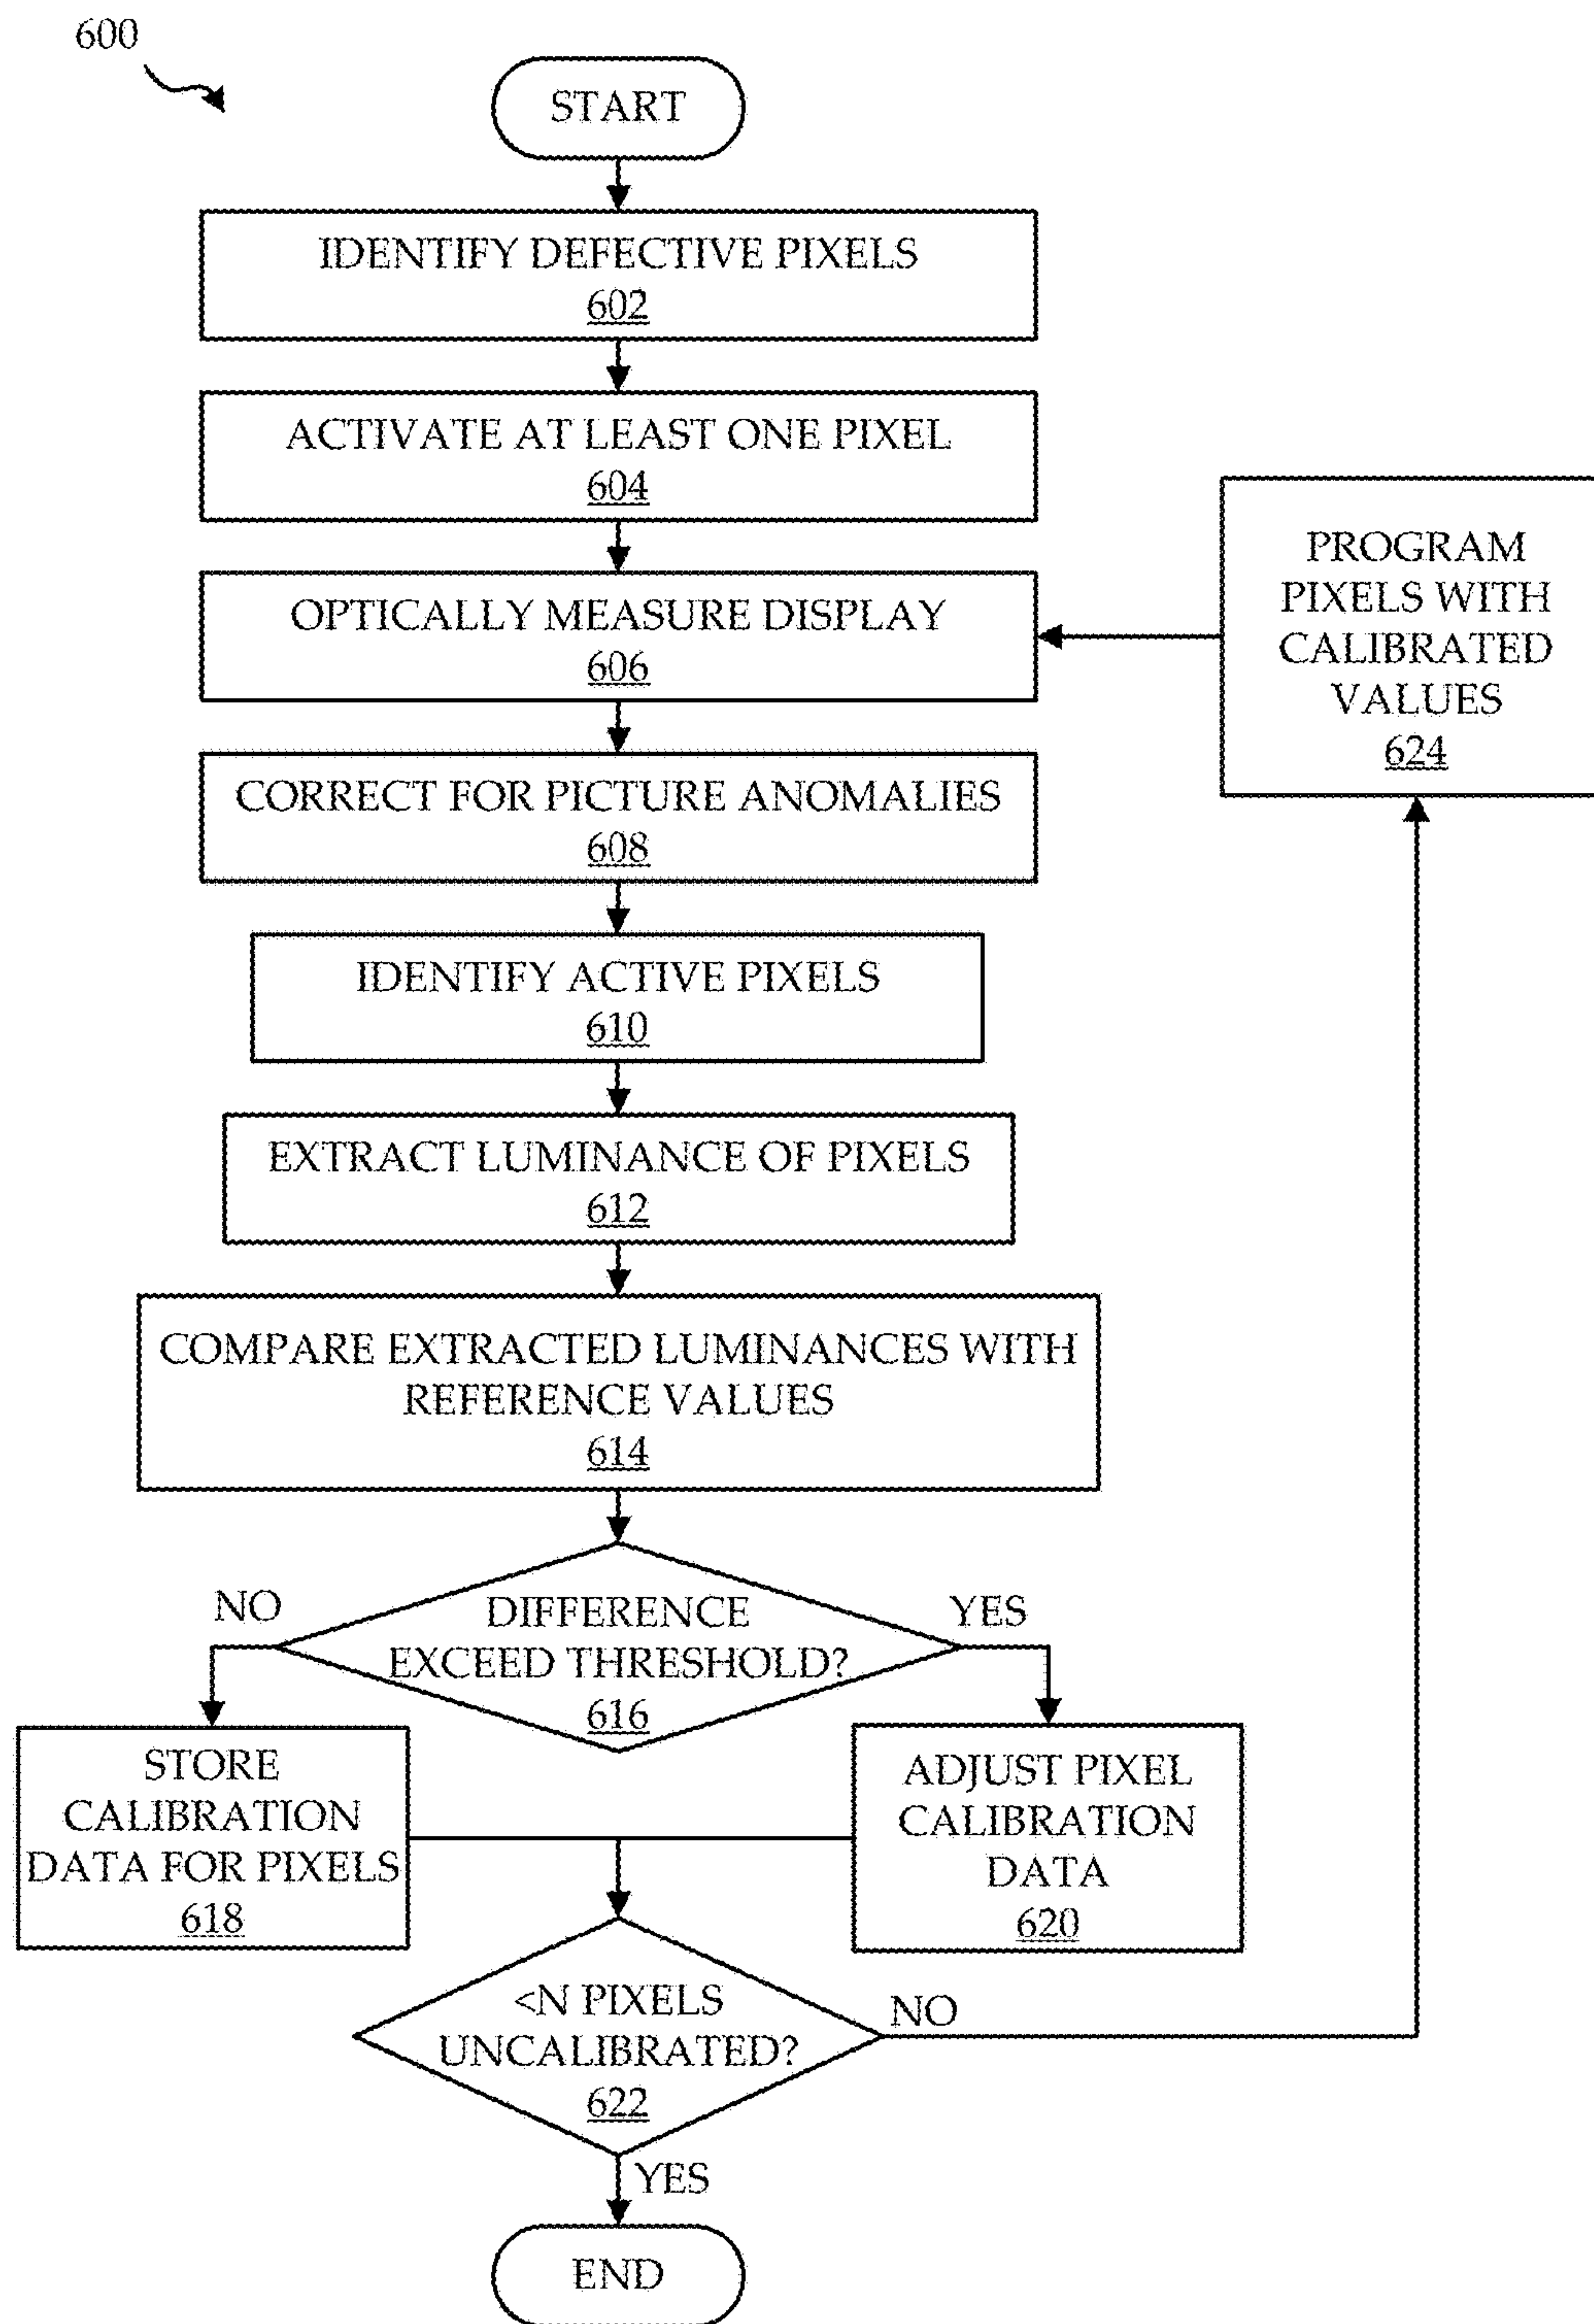 600
START
IDENTIFY DEFECTIVE PIXELS
602
ACTIVATE AT LEAST ONE PIXEL
604
OPTICALLY MEASURE DISPLAY
606
PROGRAM
PIXELS WITH
CALIBRATED
VALUES
624
CORRECT FOR PICTURE ANOMALIES
608
IDENTIFY ACTIVE PIXELS
610
EXTRACT LUMINANCE OF PIXELS
612
COMPARE EXTRACTED LUMINANCES WITH
REFERENCE VALUES
614
NO
DIFFERENCE
EXCEED THRESHOLD?
616
YES
STORE
CALIBRATION
DATA FOR PIXELS
618
ADJUST PIXEL
CALIBRATION
DATA
620
<N PIXELS
UNCALIBRATED?
622
NO
YES
END